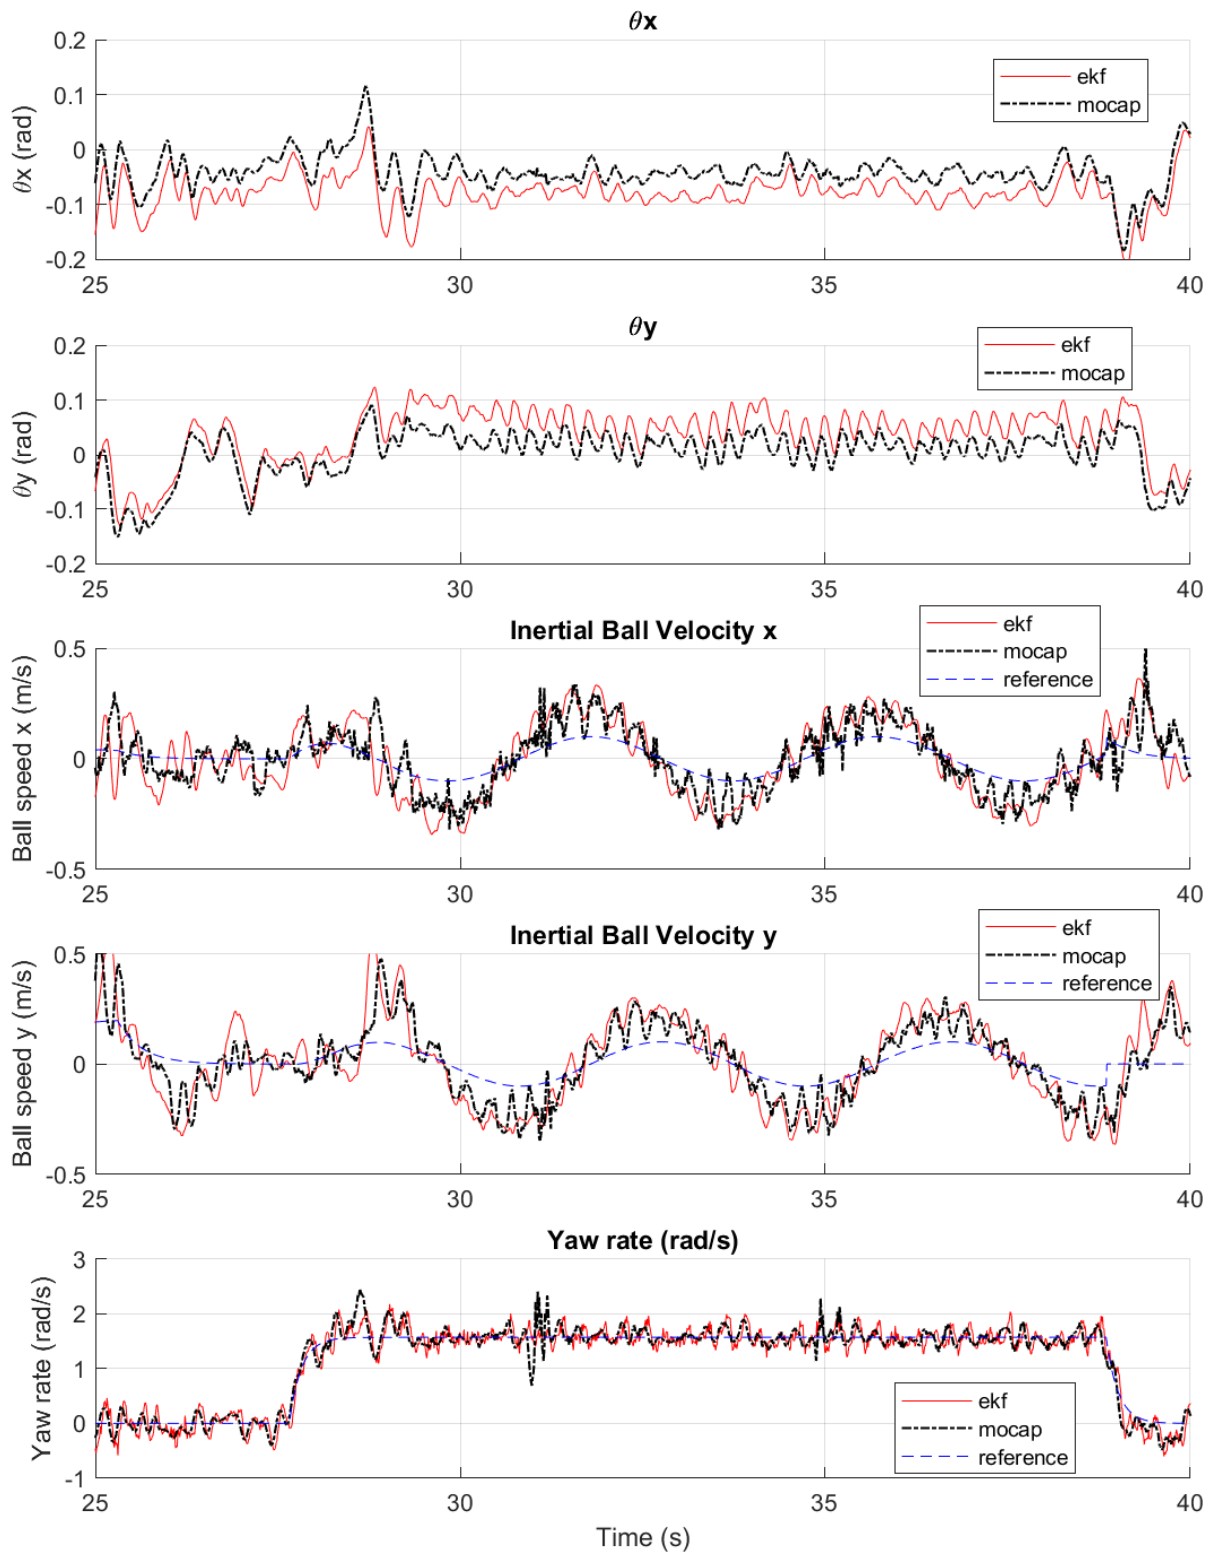 θx
0.2
0.1
0
-0.1
-0.2
θx (rad)
ekf
mocap
25
30
35
40
θy
0.2
0.1
0
-0.1
-0.2
θy (rad)
ekf
mocap
25
30
35
40
Inertial Ball Velocity x
0.5
0
-0.5
Ball speed x (m/s)
ekf
mocap
reference
25
30
35
40
Inertial Ball Velocity y
0.5
0
-0.5
Ball speed y (m/s)
ekf
mocap
reference
25
30
35
40
Yaw rate (rad/s)
3
2
1
0
-1
Yaw rate (rad/s)
ekf
mocap
reference
25
30
35
40
Time (s)